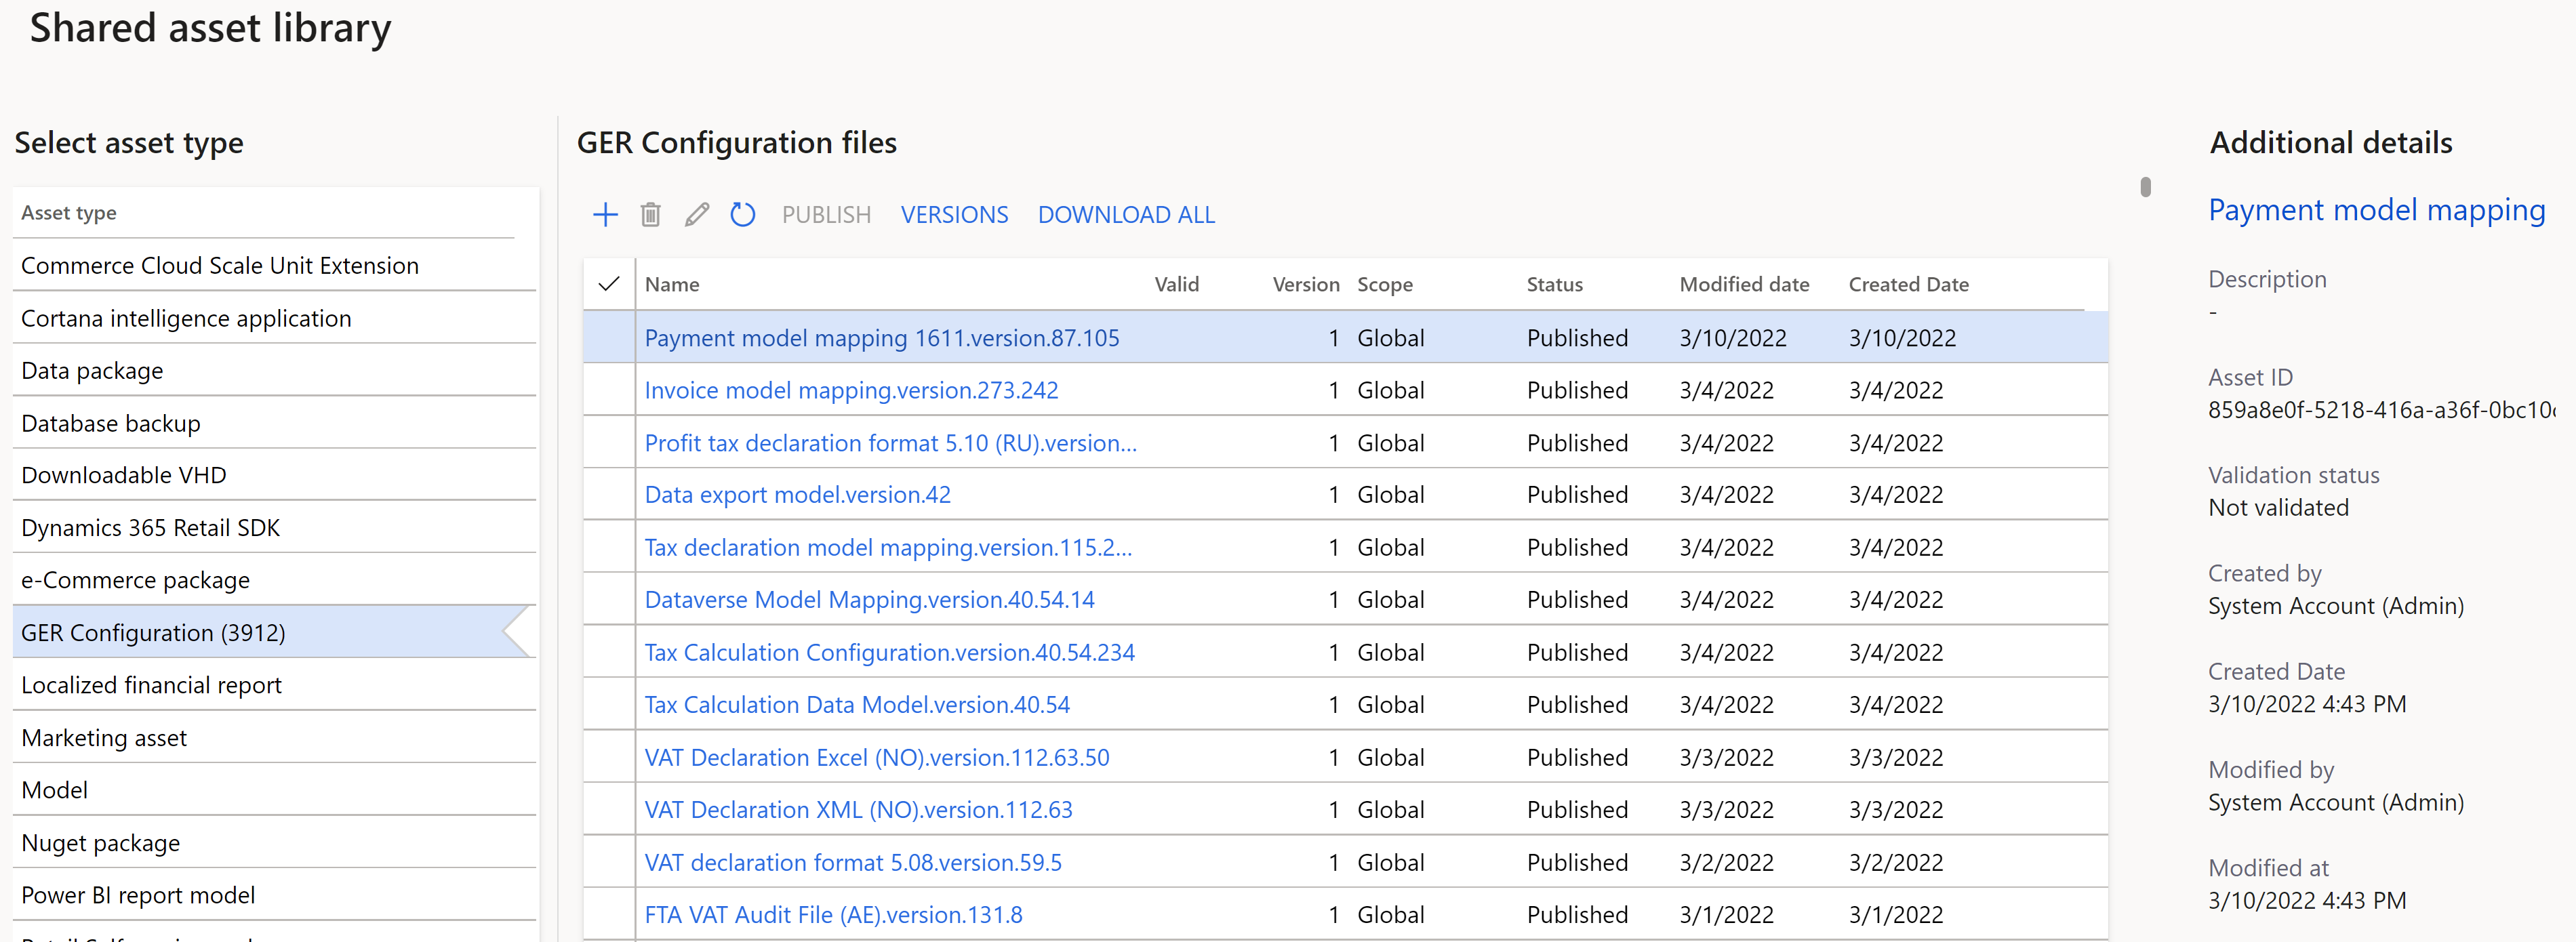 Shared asset library
Select asset type
Asset type
Commerce Cloud Scale Unit Extension
Cortana intelligence application
Data package
Database backup
Downloadable VHD
Dynamics 365 Retail SDK
e-Commerce package
GER Configuration (3912)
Localized financial report
Marketing asset
Model
Nuget package
Power BI report model
GER Configuration files
PUBLISH VERSIONS DOWNLOAD ALL
Name Valid Version Scope Status Modified date Created Date
Payment model mapping 1611.version.87.105 1 Global Published 3/10/2022 3/10/2022
Invoice model mapping.version.273.242 1 Global Published 3/4/2022 3/4/2022
Profit tax declaration format 5.10 (RU).version... 1 Global Published 3/4/2022 3/4/2022
Data export model.version.42 1 Global Published 3/4/2022 3/4/2022
Tax declaration model mapping.version.115.2... 1 Global Published 3/4/2022 3/4/2022
Dataverse Model Mapping.version.40.54.14 1 Global Published 3/4/2022 3/4/2022
Tax Calculation Configuration.version.40.54.234 1 Global Published 3/4/2022 3/4/2022
Tax Calculation Data Model.version.40.54 1 Global Published 3/4/2022 3/4/2022
VAT Declaration Excel (NO).version.112.63.50 1 Global Published 3/3/2022 3/3/2022
VAT Declaration XML (NO).version.112.63 1 Global Published 3/3/2022 3/3/2022
VAT declaration format 5.08.version.59.5 1 Global Published 3/2/2022 3/2/2022
FTA VAT Audit File (AE).version.131.8 1 Global Published 3/1/2022 3/1/2022
Additional details
Payment model mapping
Description
-
Asset ID
859a8e0f-5218-416a-a36f-0bc10
Validation status
Not validated
Created by
System Account (Admin)
Created Date
3/10/2022 4:43 PM
Modified by
System Account (Admin)
Modified at
3/10/2022 4:43 PM